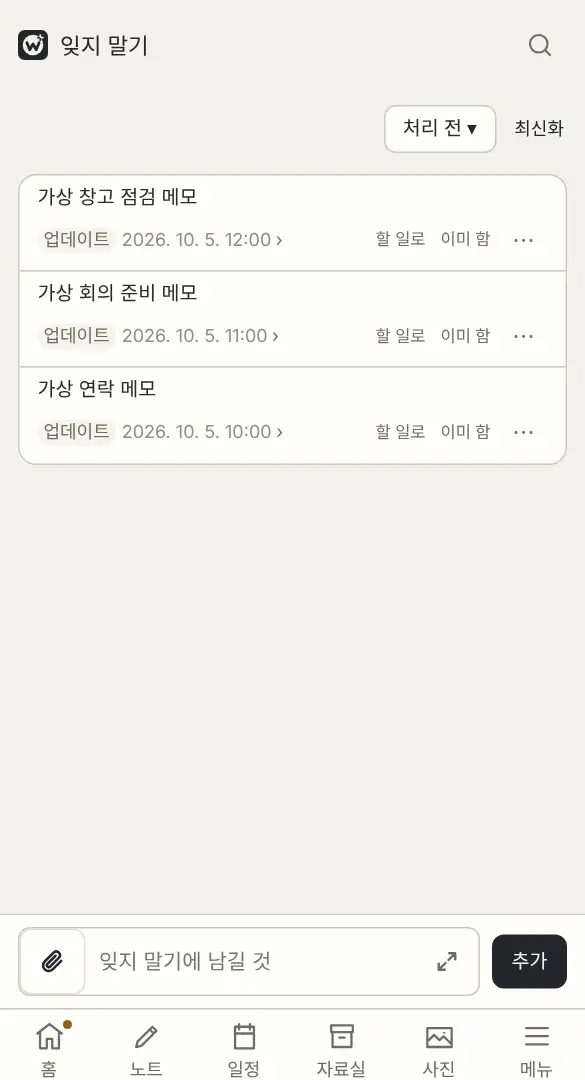 잊지 말기
처리 전 ▾ 최신화
가상 창고 점검 메모
업데이트 2026. 10. 5. 12:00 › 할 일로 이미 함 ···
가상 회의 준비 메모
업데이트 2026. 10. 5. 11:00 › 할 일로 이미 함 ···
가상 연락 메모
업데이트 2026. 10. 5. 10:00 › 할 일로 이미 함 ···
잊지 말기에 남길 것 추가
홈 노트 일정 자료실 사진 메뉴